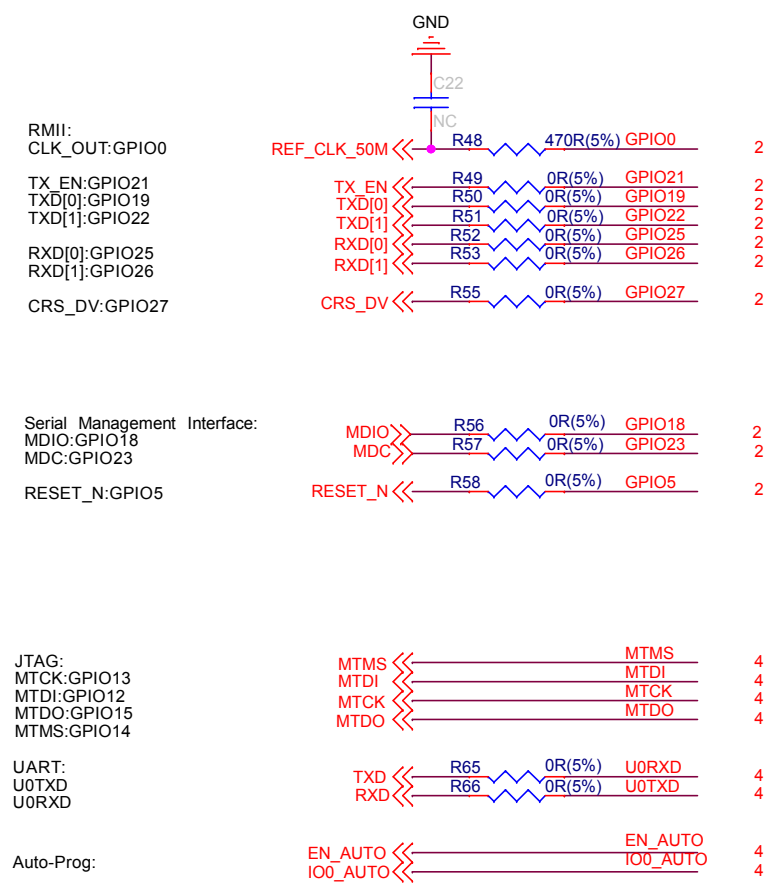 GND
C22
NC
RMII:
CLK_OUT:GPIO0
REF_CLK_50M R48 470R(5%) GPIO0 2
TX_EN:GPIO21
TXD[0]:GPIO19
TXD[1]:GPIO22
TX_EN R49 0R(5%) GPIO21 2
TXD[0] R50 0R(5%) GPIO19 2
TXD[1] R51 0R(5%) GPIO22 2
RXD[0]:GPIO25
RXD[1]:GPIO26
RXD[0] R52 0R(5%) GPIO25 2
RXD[1] R53 0R(5%) GPIO26 2
CRS_DV:GPIO27
CRS_DV R55 0R(5%) GPIO27 2
Serial Management Interface:
MDIO:GPIO18
MDC:GPIO23
MDIO R56 0R(5%) GPIO18 2
MDC R57 0R(5%) GPIO23 2
RESET_N:GPIO5
RESET_N R58 0R(5%) GPIO5 2
JTAG:
MTCK:GPIO13
MTDI:GPIO12
MTDO:GPIO15
MTMS:GPIO14
MTMS MTMS 4
MTDI MTDI 4
MTCK MTCK 4
MTDO MTDO 4
UART:
U0TXD
U0RXD
TXD R65 0R(5%) U0RXD 4
RXD R66 0R(5%) U0TXD 4
Auto-Prog:
EN_AUTO EN_AUTO 4
IO0_AUTO IO0_AUTO 4